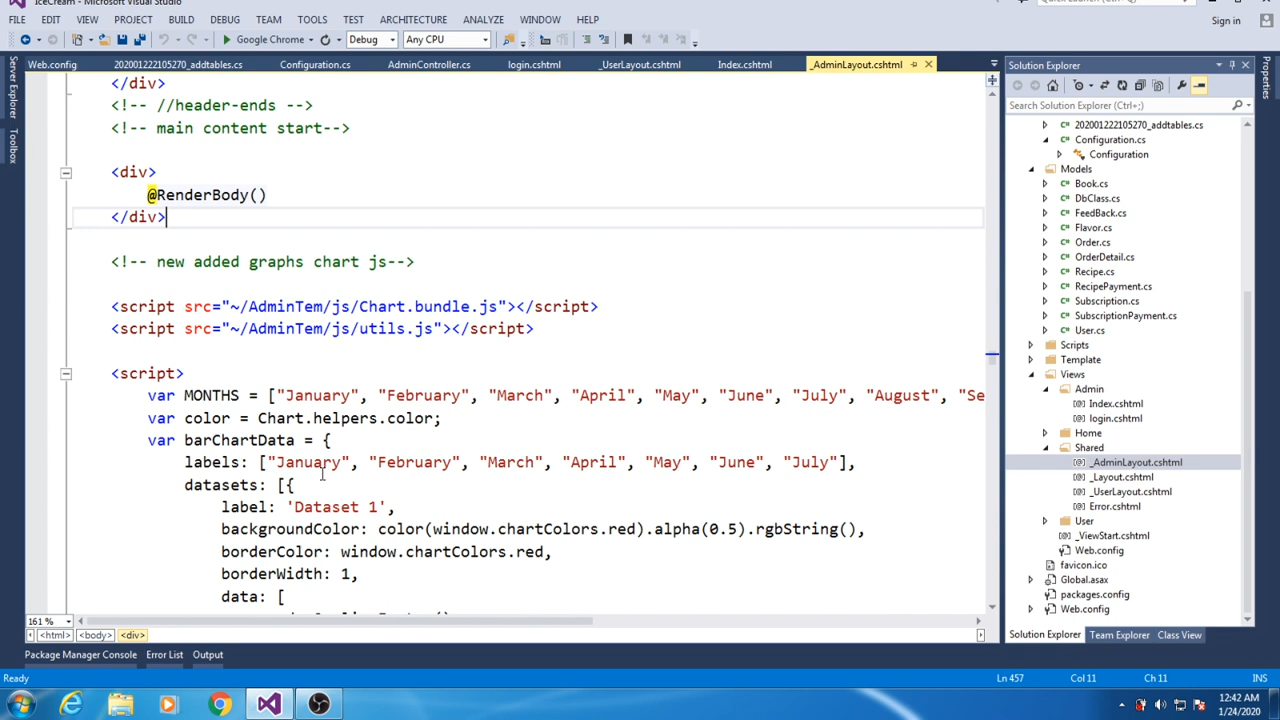 IceCream - Microsoft Visual Studio
FILE EDIT VIEW PROJECT BUILD DEBUG TEAM TOOLS TEST ARCHITECTURE ANALYZE WINDOW HELP
Sign in
Google Chrome Debug Any CPU
Web.config 202001222105270_addtables.cs Configuration.cs AdminController.cs login.cshtml _UserLayout.cshtml Index.cshtml _AdminLayout.cshtml
Server Explorer
Toolbox
</div>
<!-- //header-ends -->
<!-- main content start-->
<div>
@RenderBody()
</div>
<!-- new added graphs chart js-->
<script src="~/AdminTem/js/Chart.bundle.js"></script>
<script src="~/AdminTem/js/utils.js"></script>
<script>
var MONTHS = ["January", "February", "March", "April", "May", "June", "July", "August", "Se
var color = Chart.helpers.color;
var barChartData = {
labels: ["January", "February", "March", "April", "May", "June", "July"],
datasets: [{
label: 'Dataset 1',
backgroundColor: color(window.chartColors.red).alpha(0.5).rgbString(),
borderColor: window.chartColors.red,
borderWidth: 1,
data: [
161 %
<html> <body> <div>
Package Manager Console Error List Output
Solution Explorer
Search Solution Explorer (Ctrl+;)
202001222105270_addtables.cs
Configuration.cs
Configuration
Models
Book.cs
DbClass.cs
FeedBack.cs
Flavor.cs
Order.cs
OrderDetail.cs
Recipe.cs
RecipePayment.cs
Subscription.cs
SubscriptionPayment.cs
User.cs
Scripts
Template
Views
Admin
Index.cshtml
login.cshtml
Home
Shared
_AdminLayout.cshtml
_Layout.cshtml
_UserLayout.cshtml
Error.cshtml
User
_ViewStart.cshtml
Web.config
favicon.ico
Global.asax
packages.config
Web.config
Solution Explorer Team Explorer Class View
Properties
Ready Ln 457 Col 11 Ch 11 INS
12:42 AM
1/24/2020